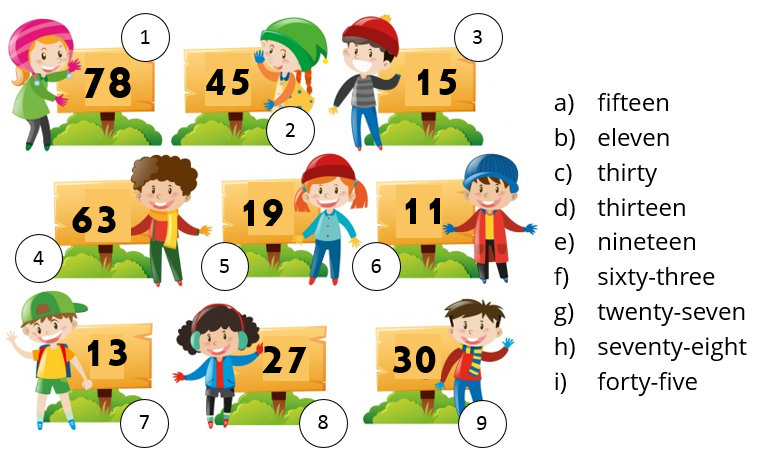 1
78
2
45
3
15
4
63
5
19
6
11
7
13
8
27
9
30
a) fifteen
b) eleven
c) thirty
d) thirteen
e) nineteen
f) sixty-three
g) twenty-seven
h) seventy-eight
i) forty-five